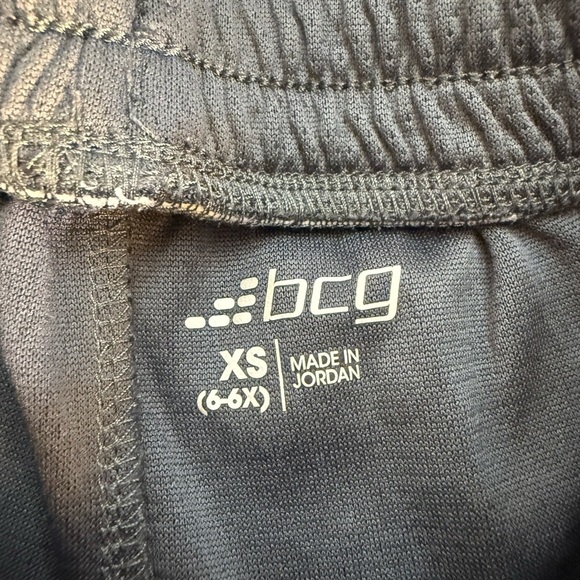 bcg
XS
(6-6X)
MADE IN
JORDAN